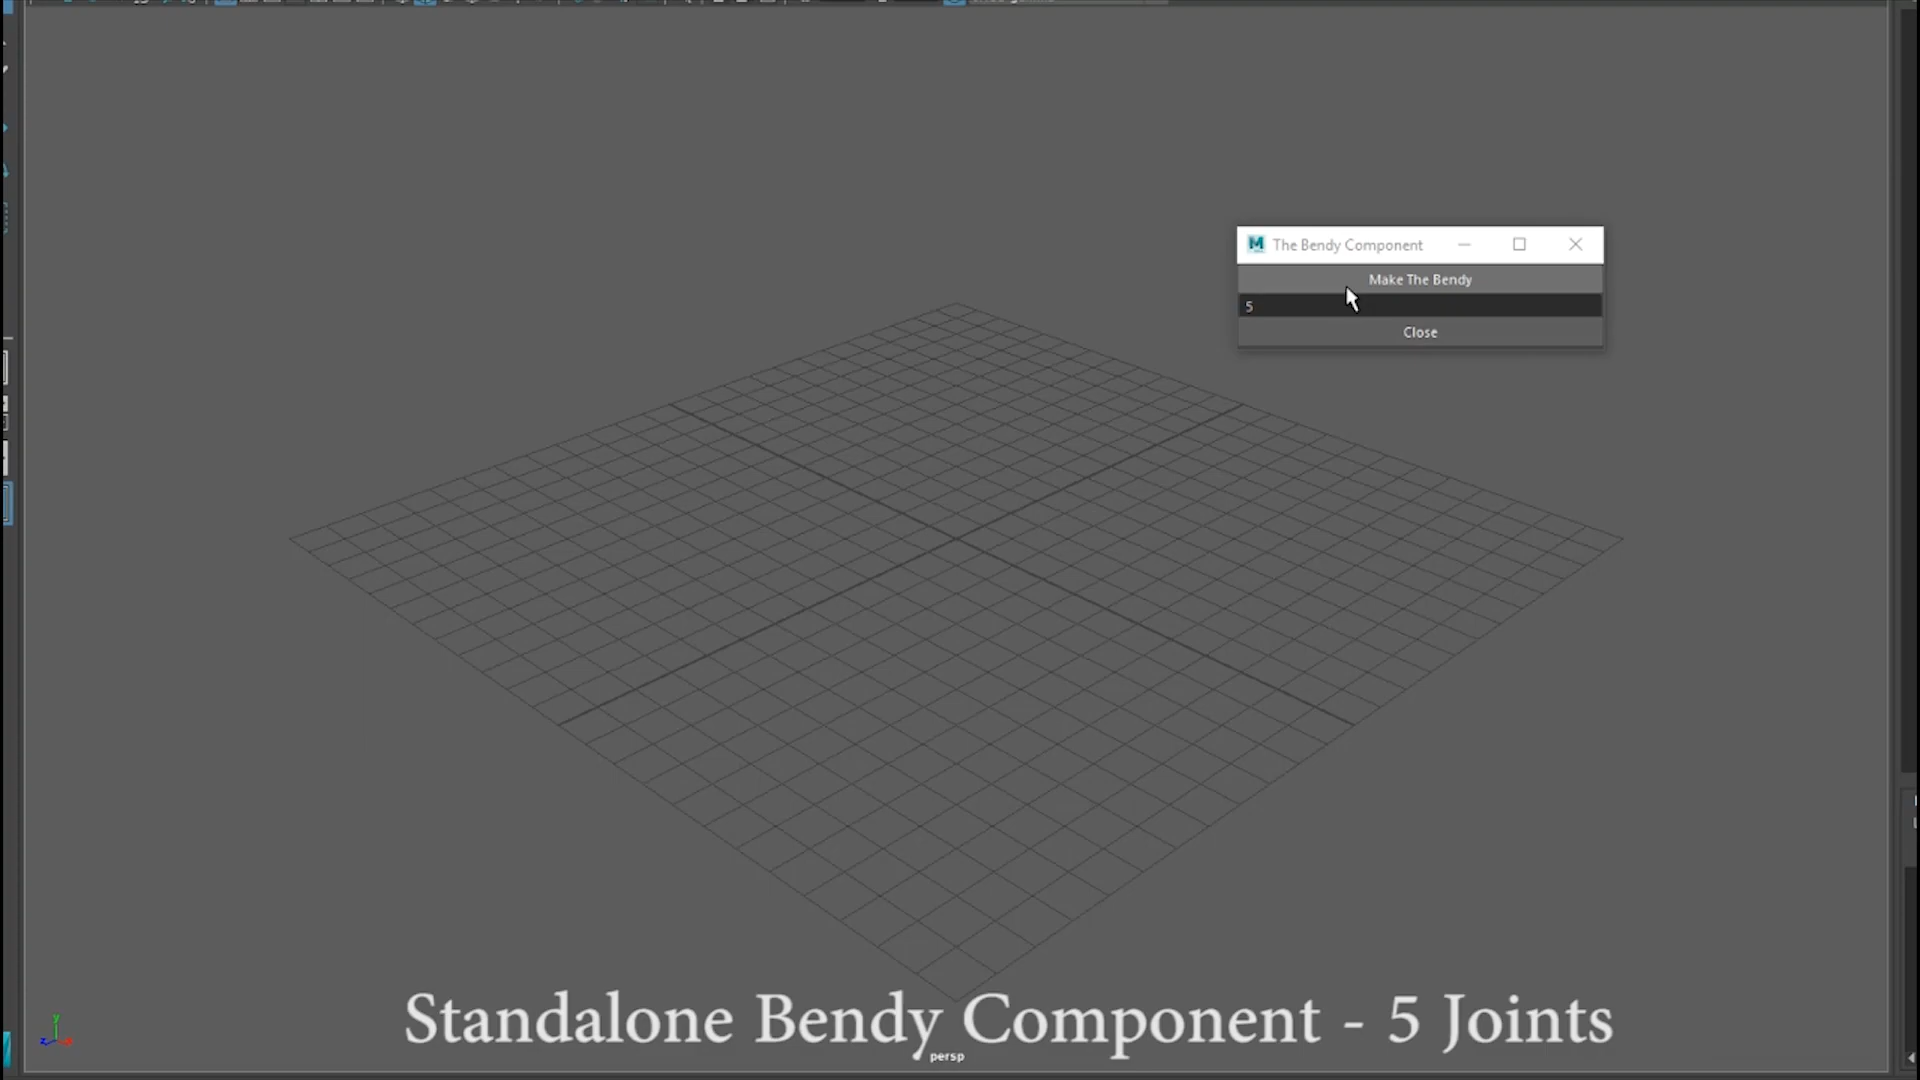 The Bendy Component
Make The Bendy
5
Close
y
z
Standalone Bendy Component - 5 Joints
persp